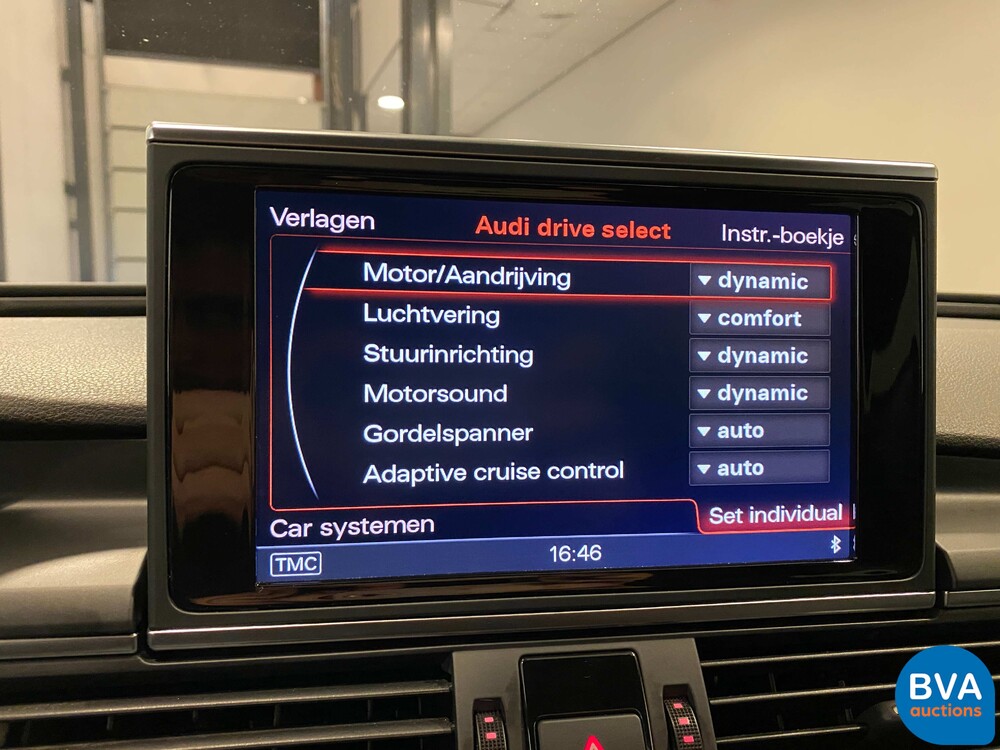 Verlagen
Audi drive select
Instr.-boekje
Motor/Aandrijving
dynamic
Luchtvering
comfort
Stuurinrichting
dynamic
Motorsound
dynamic
Gordelspanner
auto
Adaptive cruise control
auto
Car systemen
Set individual
TMC
16:46
BVA
auctions